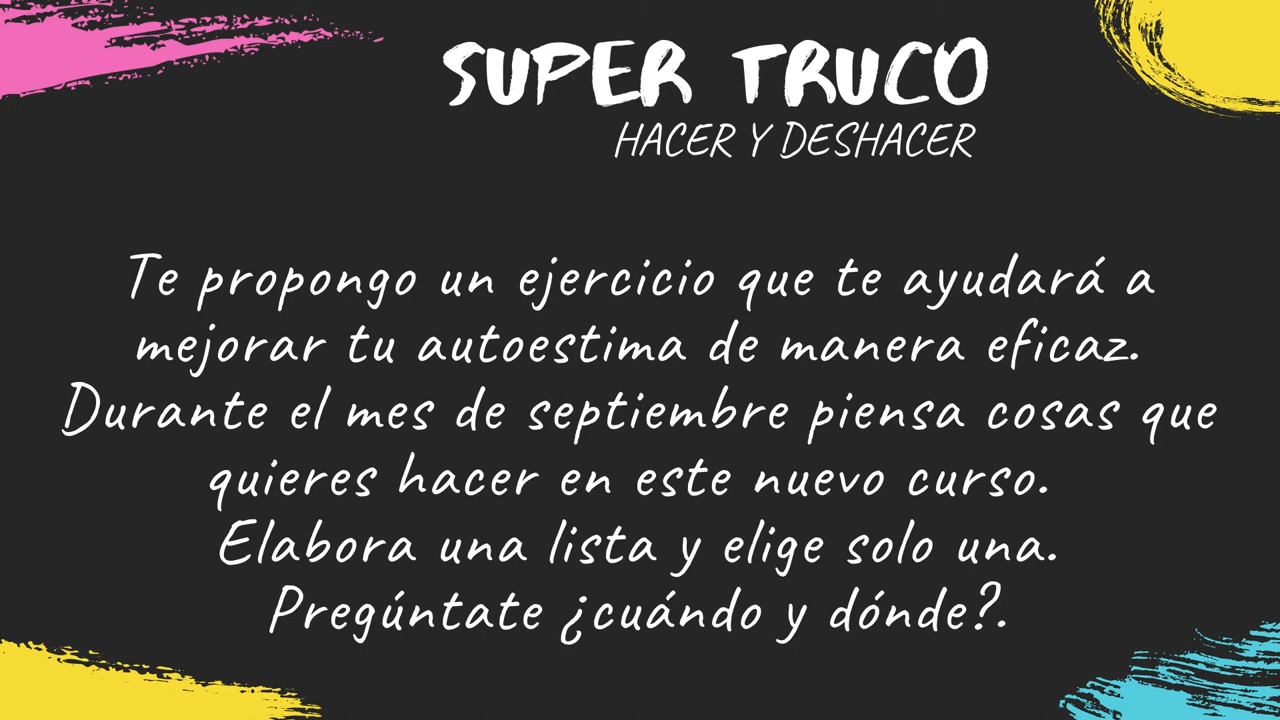 SUPER TRUCO
HACER Y DESHACER
Te propongo un ejercicio que te ayudará a
mejorar tu autoestima de manera eficaz.
Durante el mes de septiembre piensa cosas que
quieres hacer en este nuevo curso.
Elabora una lista y elige solo una.
Pregúntate ¿cuándo y dónde?.